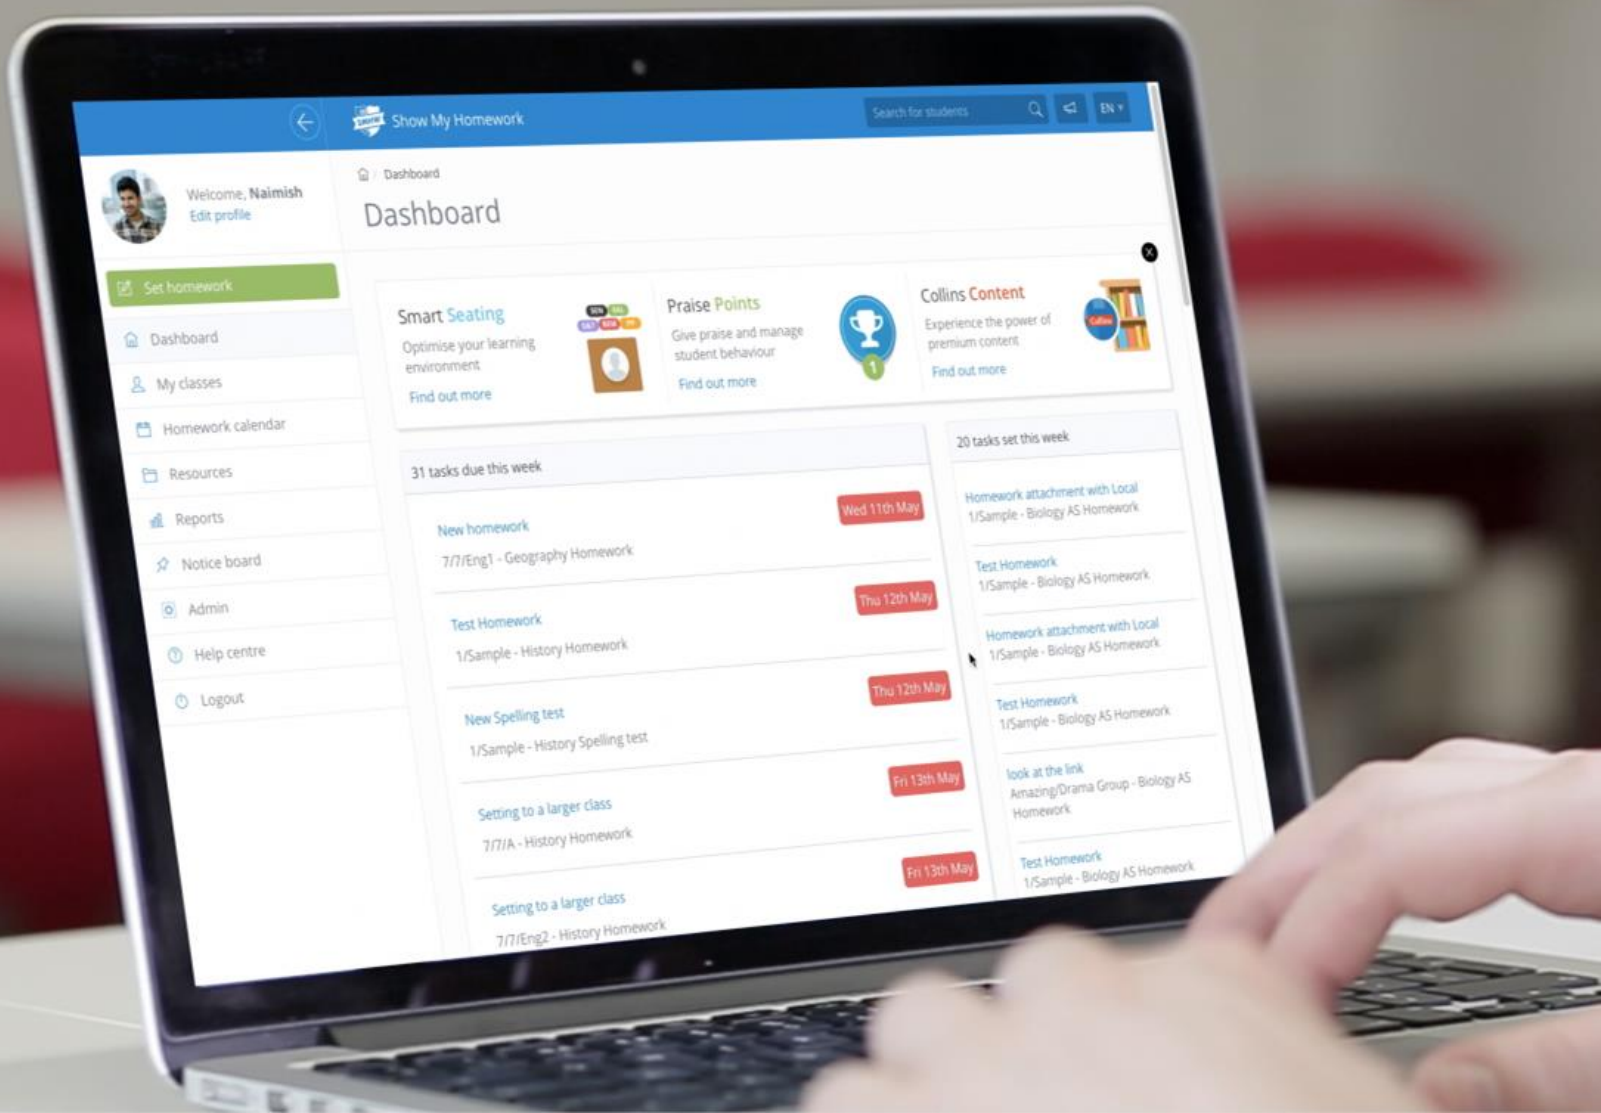 Show My Homework
Search for students
EN
Welcome, Naimish
Edit profile
Set homework
Dashboard
My classes
Homework calendar
Resources
Reports
Notice board
Admin
Help centre
Logout
/ Dashboard
Dashboard
Smart Seating
Optimise your learning
environment
Find out more
Praise Points
Give praise and manage
student behaviour
Find out more
1
Collins Content
Experience the power of
premium content
Find out more
Collins
31 tasks due this week
New homework
Wed 11th May
7/7/Eng1 - Geography Homework
Test Homework
Thu 12th May
1/Sample - History Homework
New Spelling test
Thu 12th May
1/Sample - History Spelling test
Setting to a larger class
Fri 13th May
7/7/A - History Homework
Setting to a larger class
Fri 13th May
7/7/Eng2 - History Homework
20 tasks set this week
Homework attachment with Local
1/Sample - Biology AS Homework
Test Homework
1/Sample - Biology AS Homework
Homework attachment with Local
1/Sample - Biology AS Homework
Test Homework
1/Sample - Biology AS Homework
look at the link
Amazing/Drama Group - Biology AS
Homework
Test Homework
1/Sample - Biology AS Homework